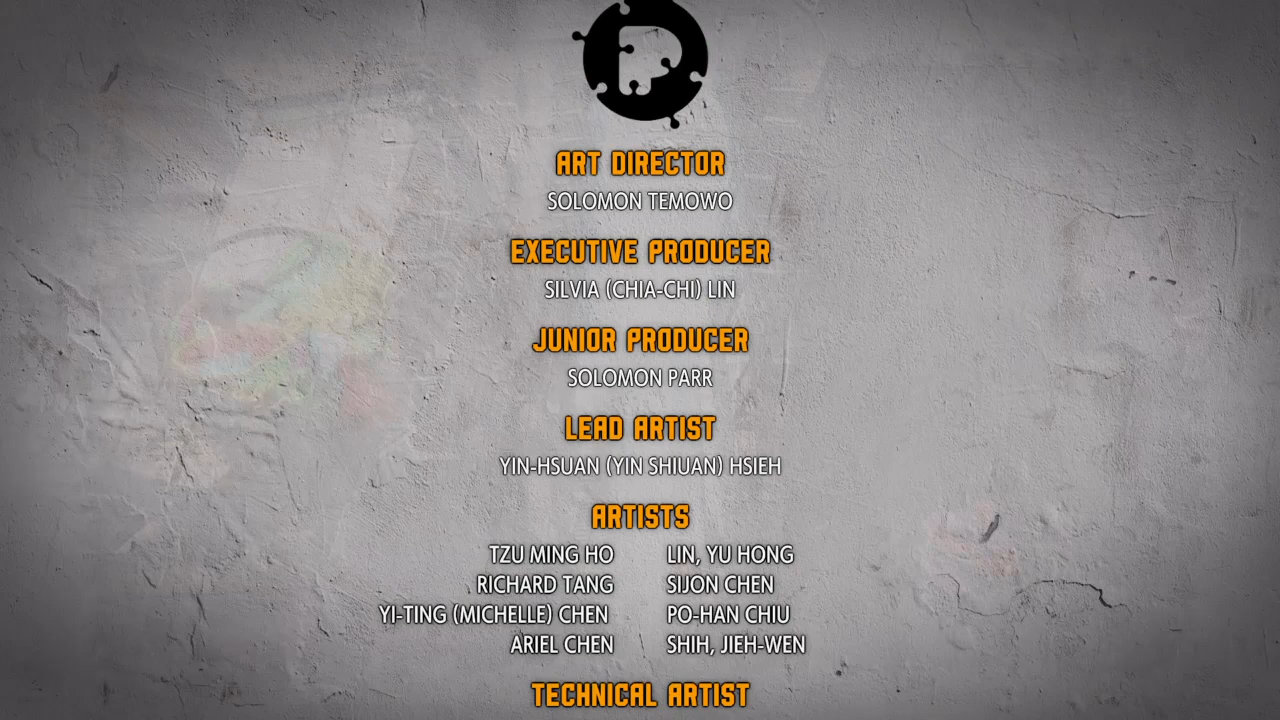 P
ART DIRECTOR
SOLOMON TEMOWO
EXECUTIVE PRODUCER
SILVIA (CHIA-CHI) LIN
JUNIOR PRODUCER
SOLOMON PARR
LEAD ARTIST
YIN-HSUAN (YIN SHIUAN) HSIEH
ARTISTS
TZU MING HO LIN, YU HONG
RICHARD TANG SIJON CHEN
YI-TING (MICHELLE) CHEN PO-HAN CHIU
ARIEL CHEN SHIH, JIEH-WEN
TECHNICAL ARTIST